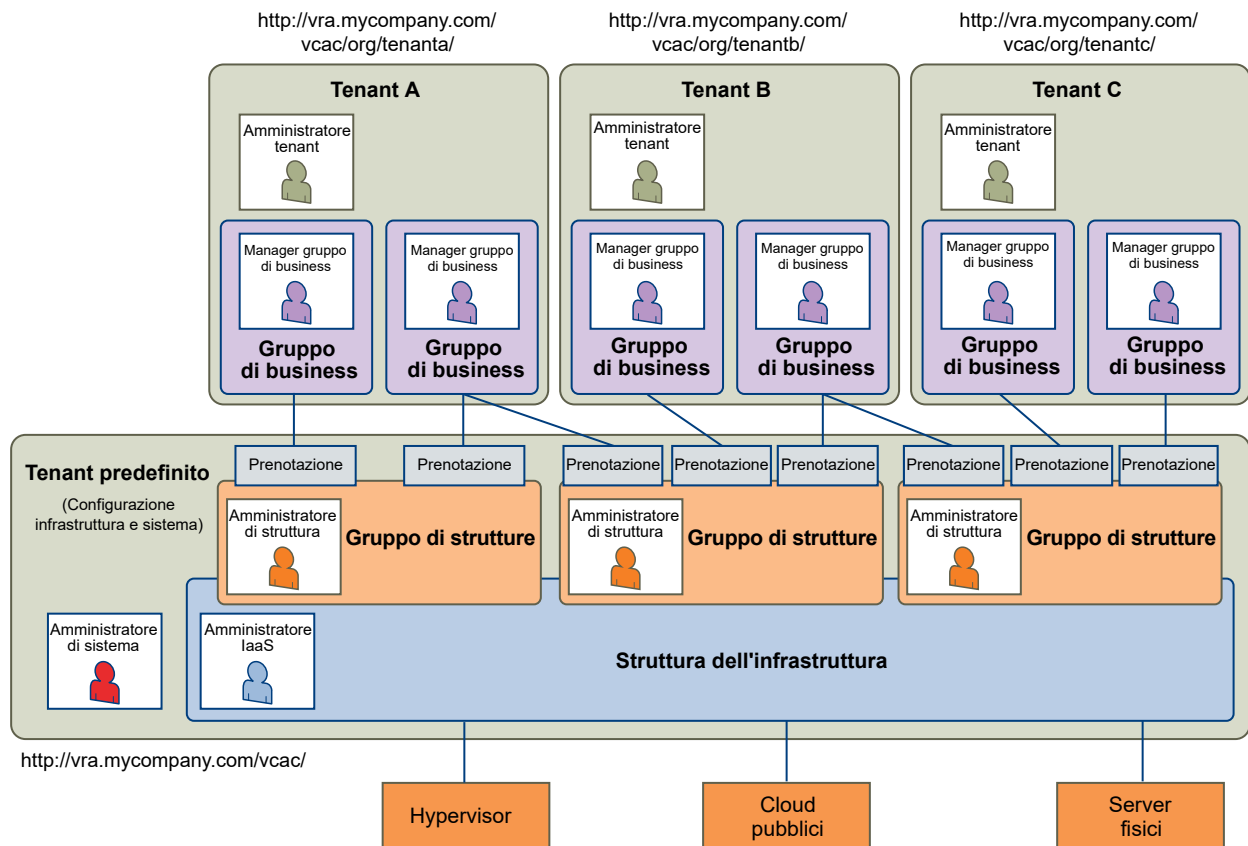 http://vra.mycompany.com/
vcac/org/tenanta/
http://vra.mycompany.com/
vcac/org/tenantb/
http://vra.mycompany.com/
vcac/org/tenantc/
Tenant A
Amministratore
tenant
Manager gruppo
di business
Gruppo
di business
Manager gruppo
di business
Gruppo
di business
Tenant B
Amministratore
tenant
Manager gruppo
di business
Gruppo
di business
Manager gruppo
di business
Gruppo
di business
Tenant C
Amministratore
tenant
Manager gruppo
di business
Gruppo
di business
Manager gruppo
di business
Gruppo
di business
Tenant predefinito
(Configurazione
infrastruttura e sistema)
Prenotazione
Prenotazione
Prenotazione
Prenotazione
Prenotazione
Prenotazione
Prenotazione
Prenotazione
Amministratore
di struttura
Gruppo di strutture
Amministratore
di struttura
Gruppo di strutture
Amministratore
di struttura
Gruppo di strutture
Amministratore
di sistema
Amministratore
IaaS
Struttura dell'infrastruttura
http://vra.mycompany.com/vcac/
Hypervisor
Cloud
pubblici
Server
fisici